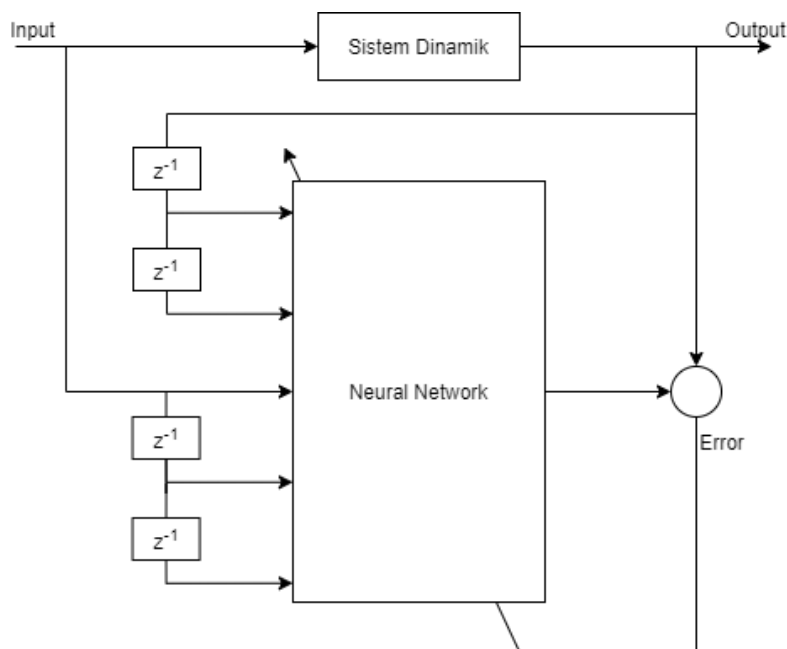 Input
Sistem Dinamik
Output
z⁻¹
z⁻¹
Neural Network
z⁻¹
Error
z⁻¹